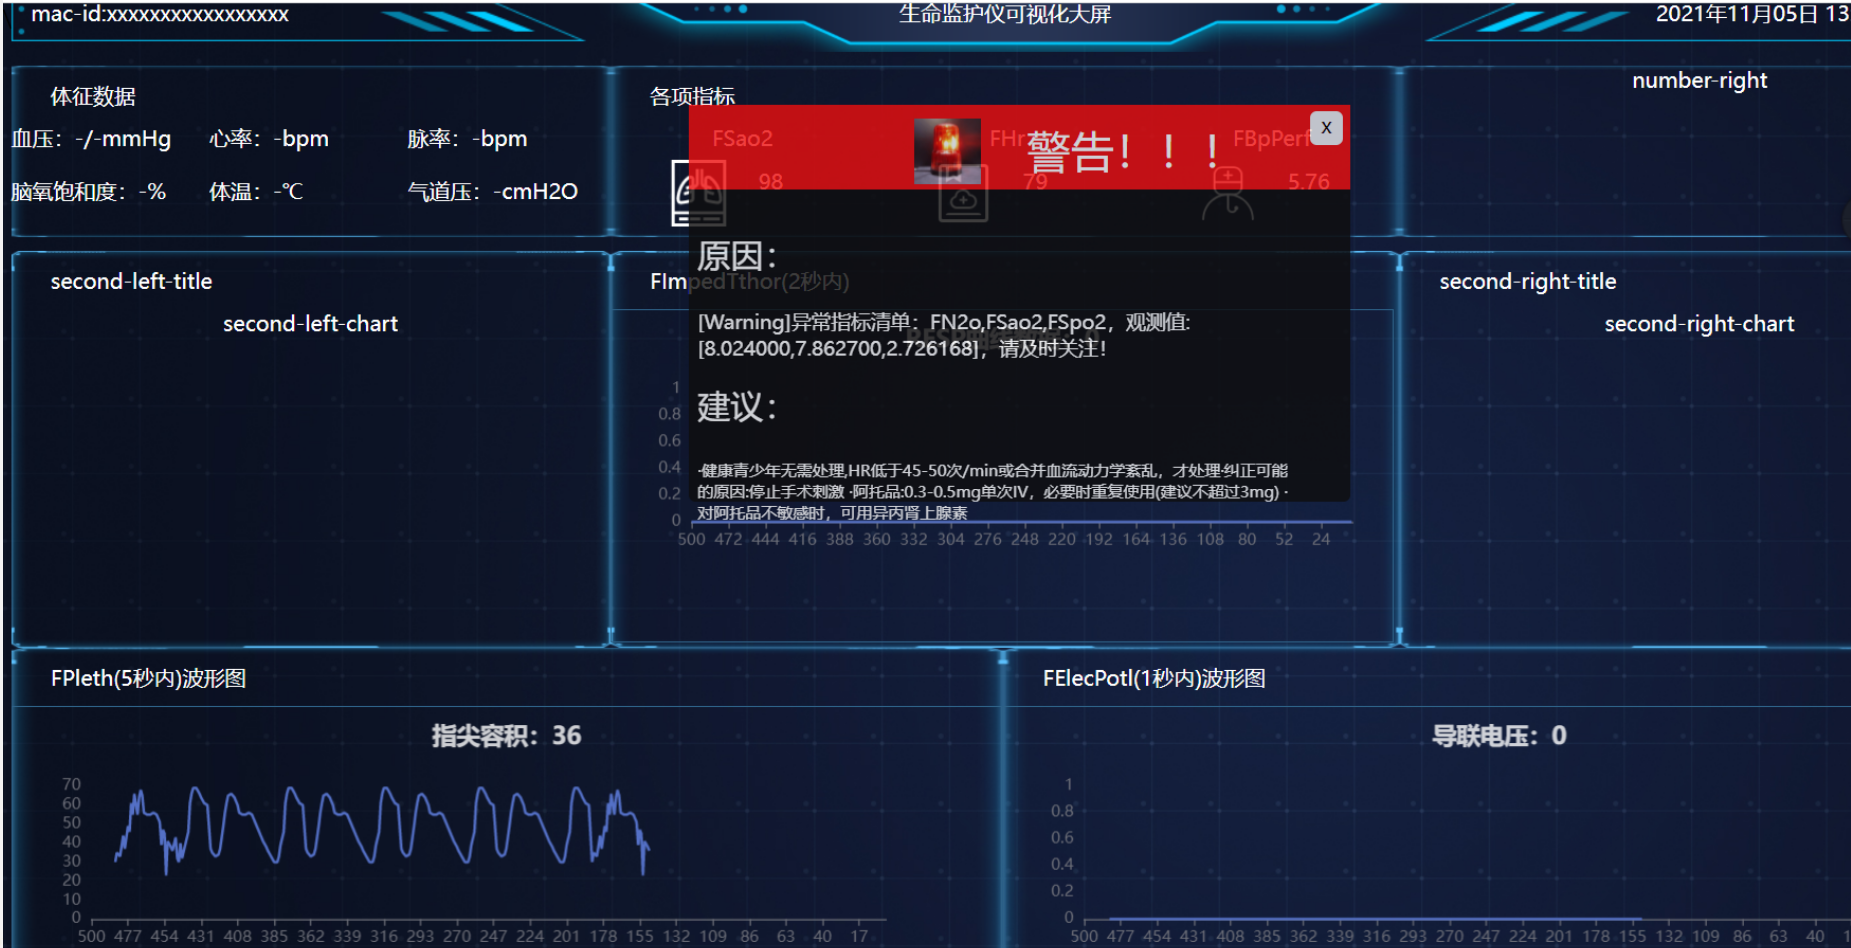 mac-id:xxxxxxxxxxxxxxxxx
生命监护仪可视化大屏
2021年11月05日 13
体征数据
血压：-/-mmHg 心率：-bpm 脉率：-bpm
脑氧饱和度：-% 体温：-℃ 气道压：-cmH2O
各项指标
FSao2
98
FHr
79
FBpPerf
5.76
number-right
警告！！！
X
原因：
[Warning]异常指标清单：FN2o,FSao2,FSpo2，观测值:
[8.024000,7.862700,2.726168]，请及时关注!
建议：
·健康青少年无需处理,HR低于45-50次/min或合并血流动力学紊乱，才处理·纠正可能
的原因:停止手术刺激 ·阿托品:0.3-0.5mg单次IV，必要时重复使用(建议不超过3mg) ·
对阿托品不敏感时，可用异丙肾上腺素
second-left-title
second-left-chart
FImpedTthor(2秒内)
1
0.8
0.6
0.4
0.2
0
500 472 444 416 388 360 332 304 276 248 220 192 164 136 108 80 52 24
second-right-title
second-right-chart
FPleth(5秒内)波形图
指尖容积：36
70
60
50
40
30
20
10
0
500 477 454 431 408 385 362 339 316 293 270 247 224 201 178 155 132 109 86 63 40 17
FElecPotl(1秒内)波形图
导联电压：0
1
0.8
0.6
0.4
0.2
0
500 477 454 431 408 385 362 339 316 293 270 247 224 201 178 155 132 109 86 63 40